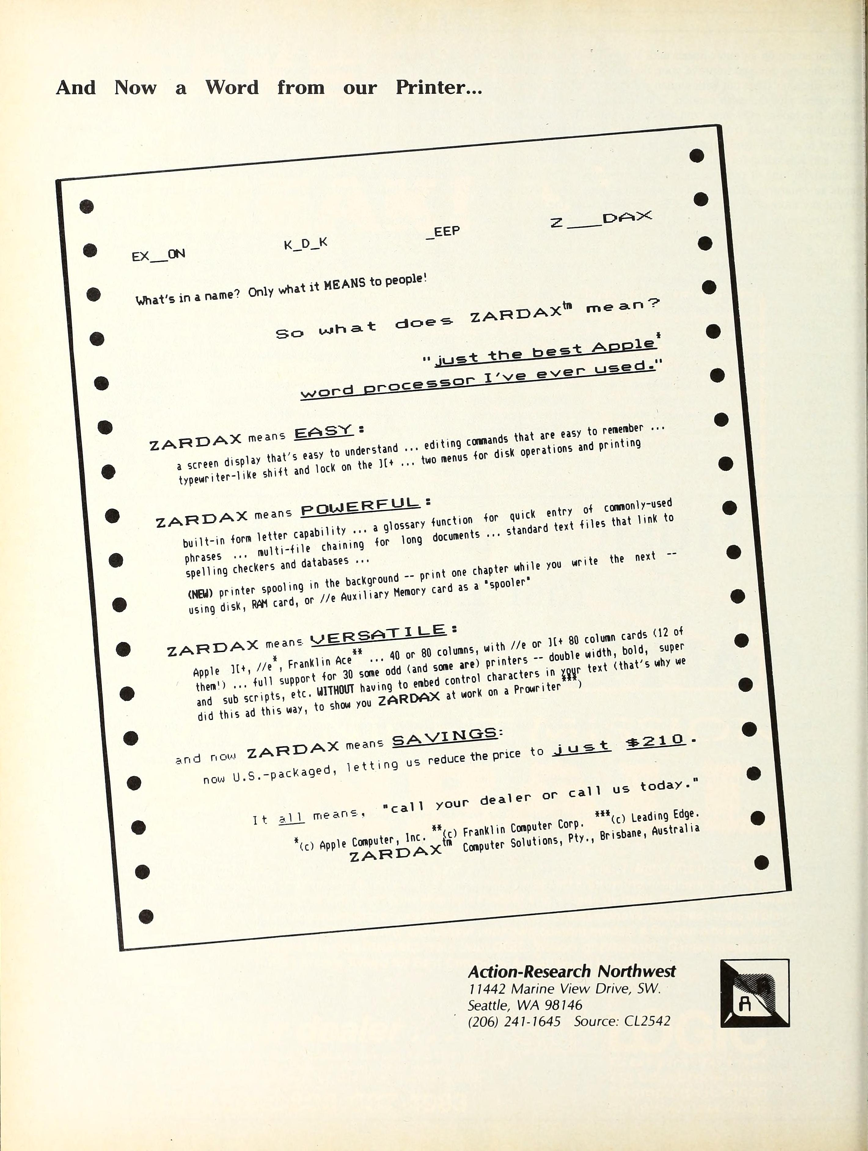 And Now a Word from our Printer...
EX__ON K_D_K _EEP Z___DAX
What's in a name? Only what it MEANS to people!
So what does ZARDAXtm mean?
"just the best Apple*
word processor I've ever used."
ZARDAX means EASY:
a screen display that's easy to understand ... editing commands that are easy to remember ...
typewriter-like shift and lock on the ][+ ... two menus for disk operations and printing
ZARDAX means POWERFUL:
built-in form letter capability ... a glossary function for quick entry of commonly-used
phrases ... multi-file chaining for long documents ... standard text files that link to
spelling checkers and databases ...
(NEW) printer spooling in the background -- print one chapter while you write the next --
using disk, RAM card, or //e Auxiliary Memory card as a "spooler"
ZARDAX means VERSATILE:
Apple ][+, //e*, Franklin Ace** ... 40 or 80 columns, with //e or ][+ 80 column cards (12 of
them!) ... full support for 30 some odd (and some are) printers -- double width, bold, super
and sub scripts, etc. WITHOUT having to embed control characters in your text (that's why we
did this ad this way, to show you ZARDAX at work on a Prowriter***)
and now ZARDAX means SAVINGS:
now U.S.-packaged, letting us reduce the price to just $210.
It all means, "call your dealer or call us today."
*(c) Apple Computer, Inc. **(c) Franklin Computer Corp. ***(c) Leading Edge.
ZARDAXtm Computer Solutions, Pty., Brisbane, Australia
Action-Research Northwest
11442 Marine View Drive, SW.
Seattle, WA 98146
(206) 241-1645 Source: CL2542